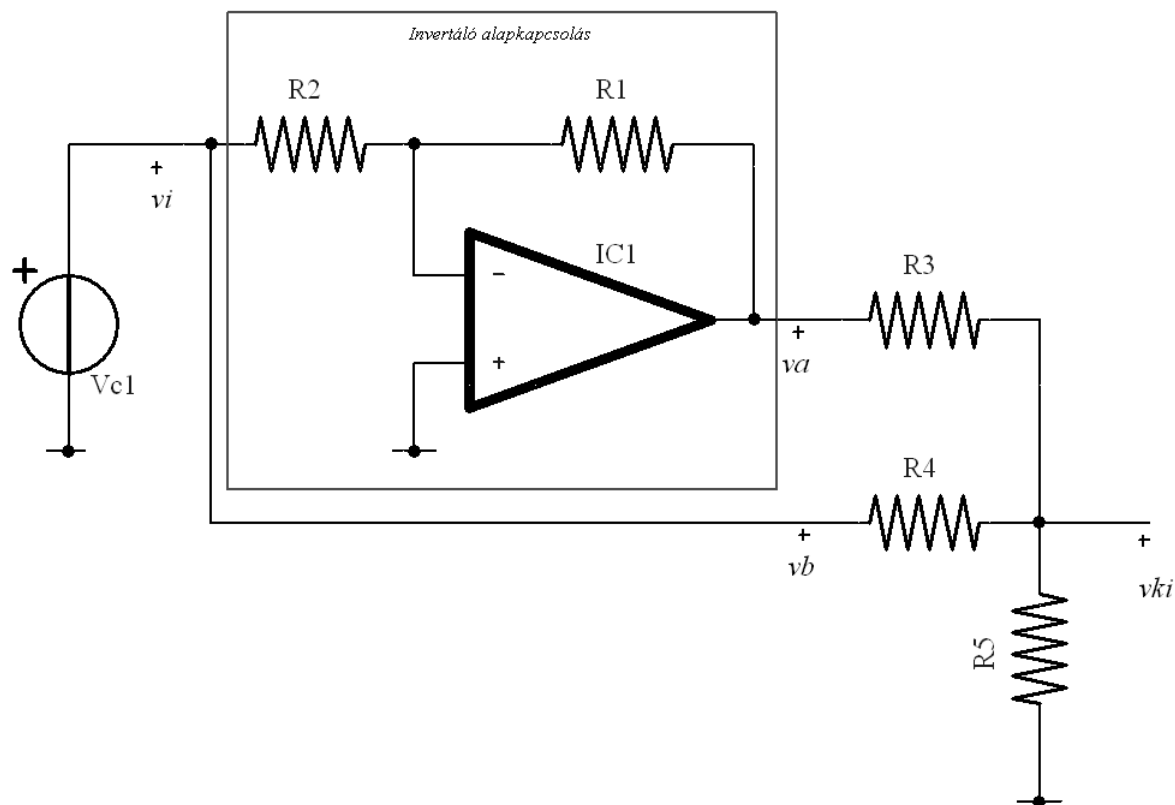 Invertáló alapkapcsolás
R2
R1
+
vi
IC1
+
−
R3
Vc1
+
+
va
R4
+
vb
+
vki
R5